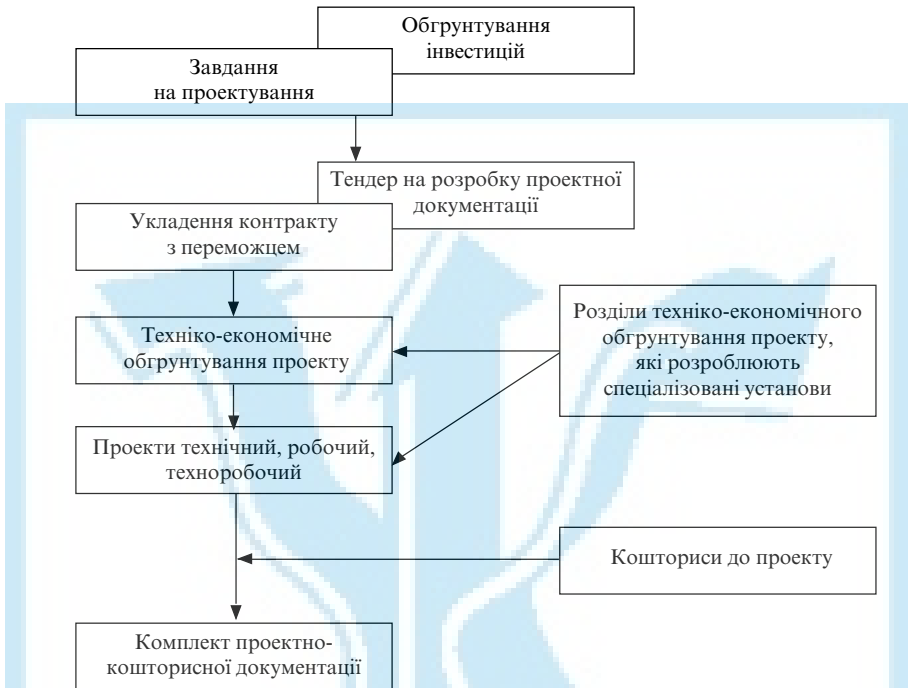 Обгрунтування
інвестицій
Завдання
на проектування
Тендер на розробку проектної
документації
Укладення контракту
з переможцем
Техніко-економічне
обгрунтування проекту
Розділи техніко-економічного
обгрунтування проекту,
які розроблюють
спеціалізовані установи
Проекти технічний, робочий,
техноробочий
Кошториси до проекту
Комплект проектно-
кошторисної документації